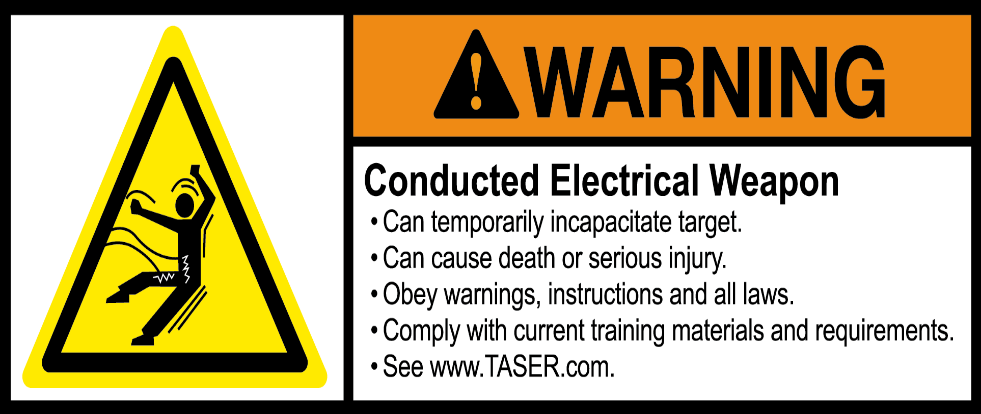 WARNING
Conducted Electrical Weapon
• Can temporarily incapacitate target.
• Can cause death or serious injury.
• Obey warnings, instructions and all laws.
• Comply with current training materials and requirements.
• See www.TASER.com.